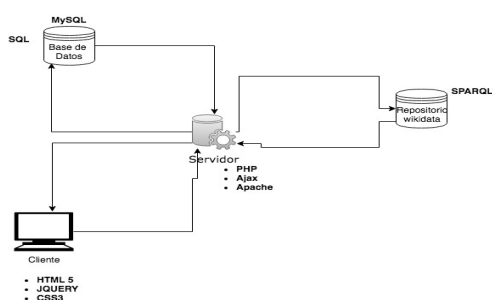 MySQL
SQL
Base de
Datos
SPARQL
Repositorio
wikidata
Servidor
• PHP
• Ajax
• Apache
Cliente
• HTML 5
• JQUERY
• CSS3